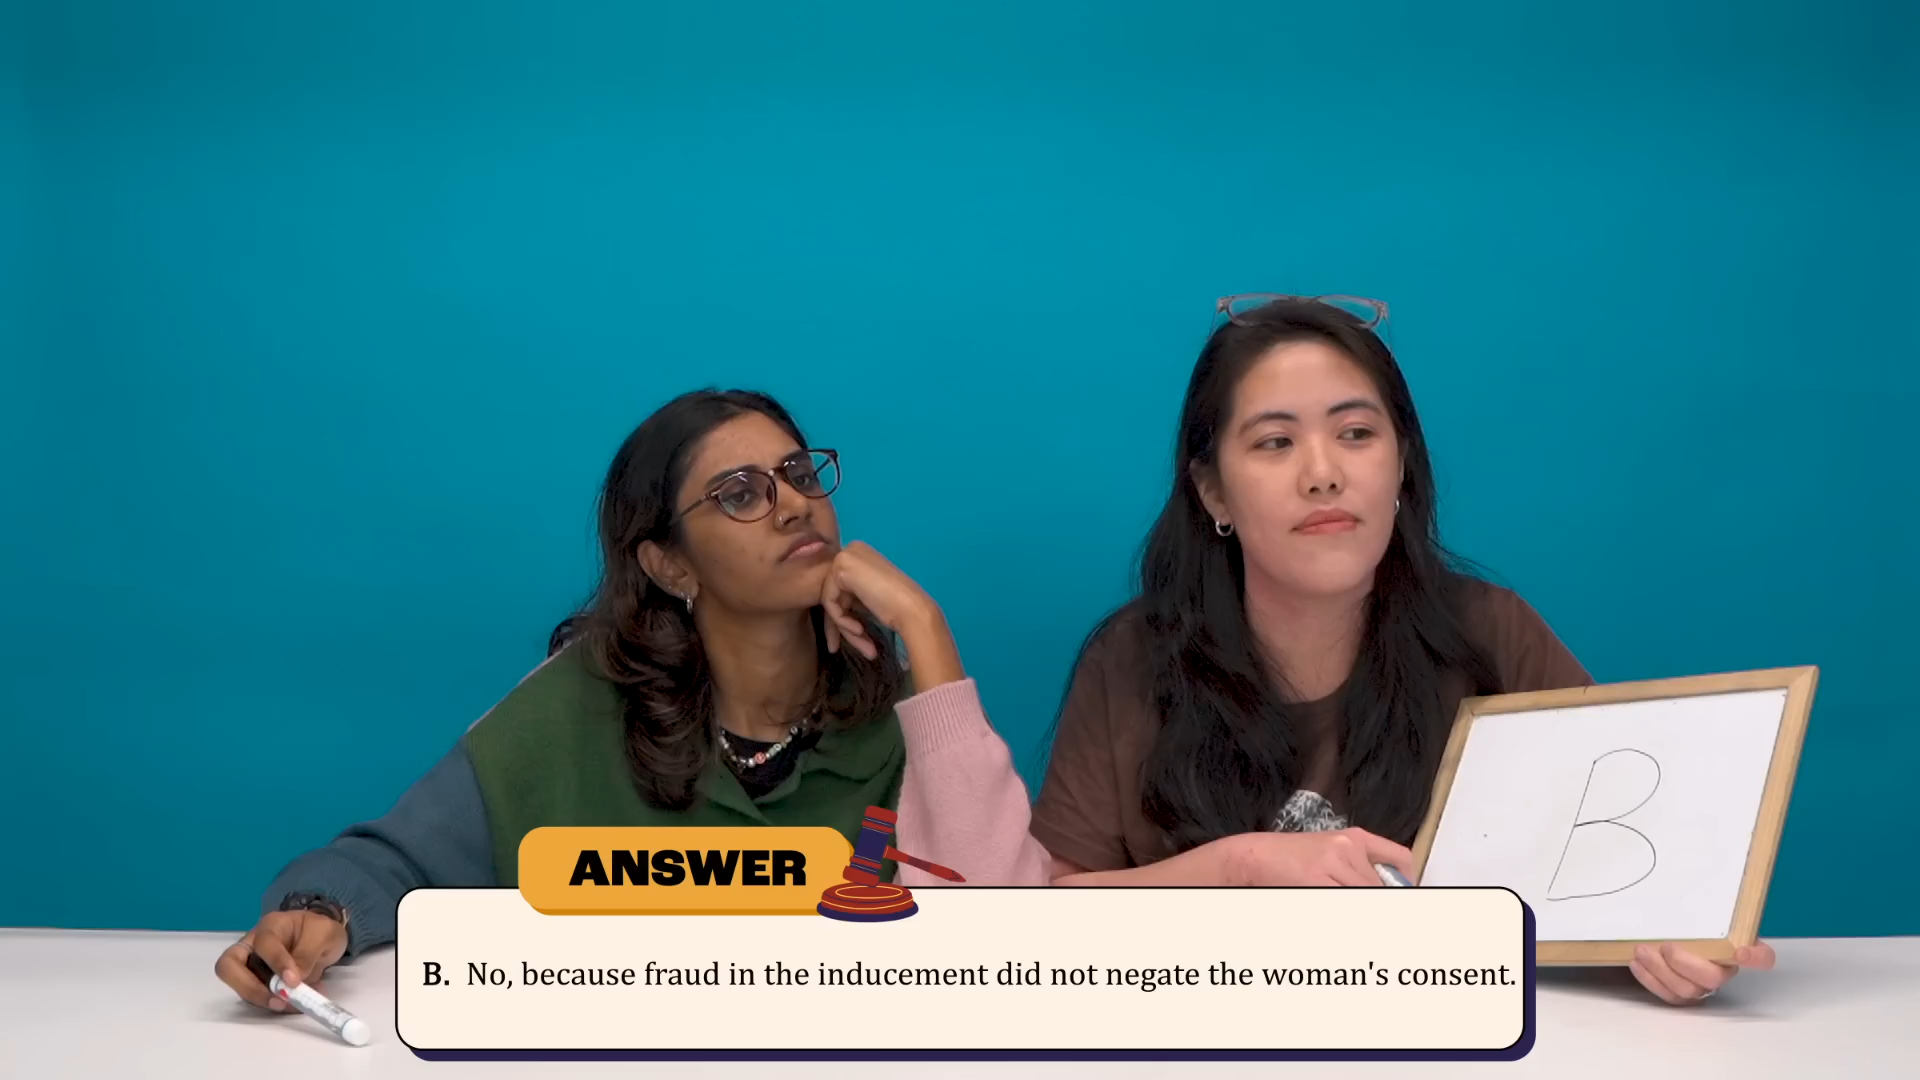 B
ANSWER
B. No, because fraud in the inducement did not negate the woman's consent.